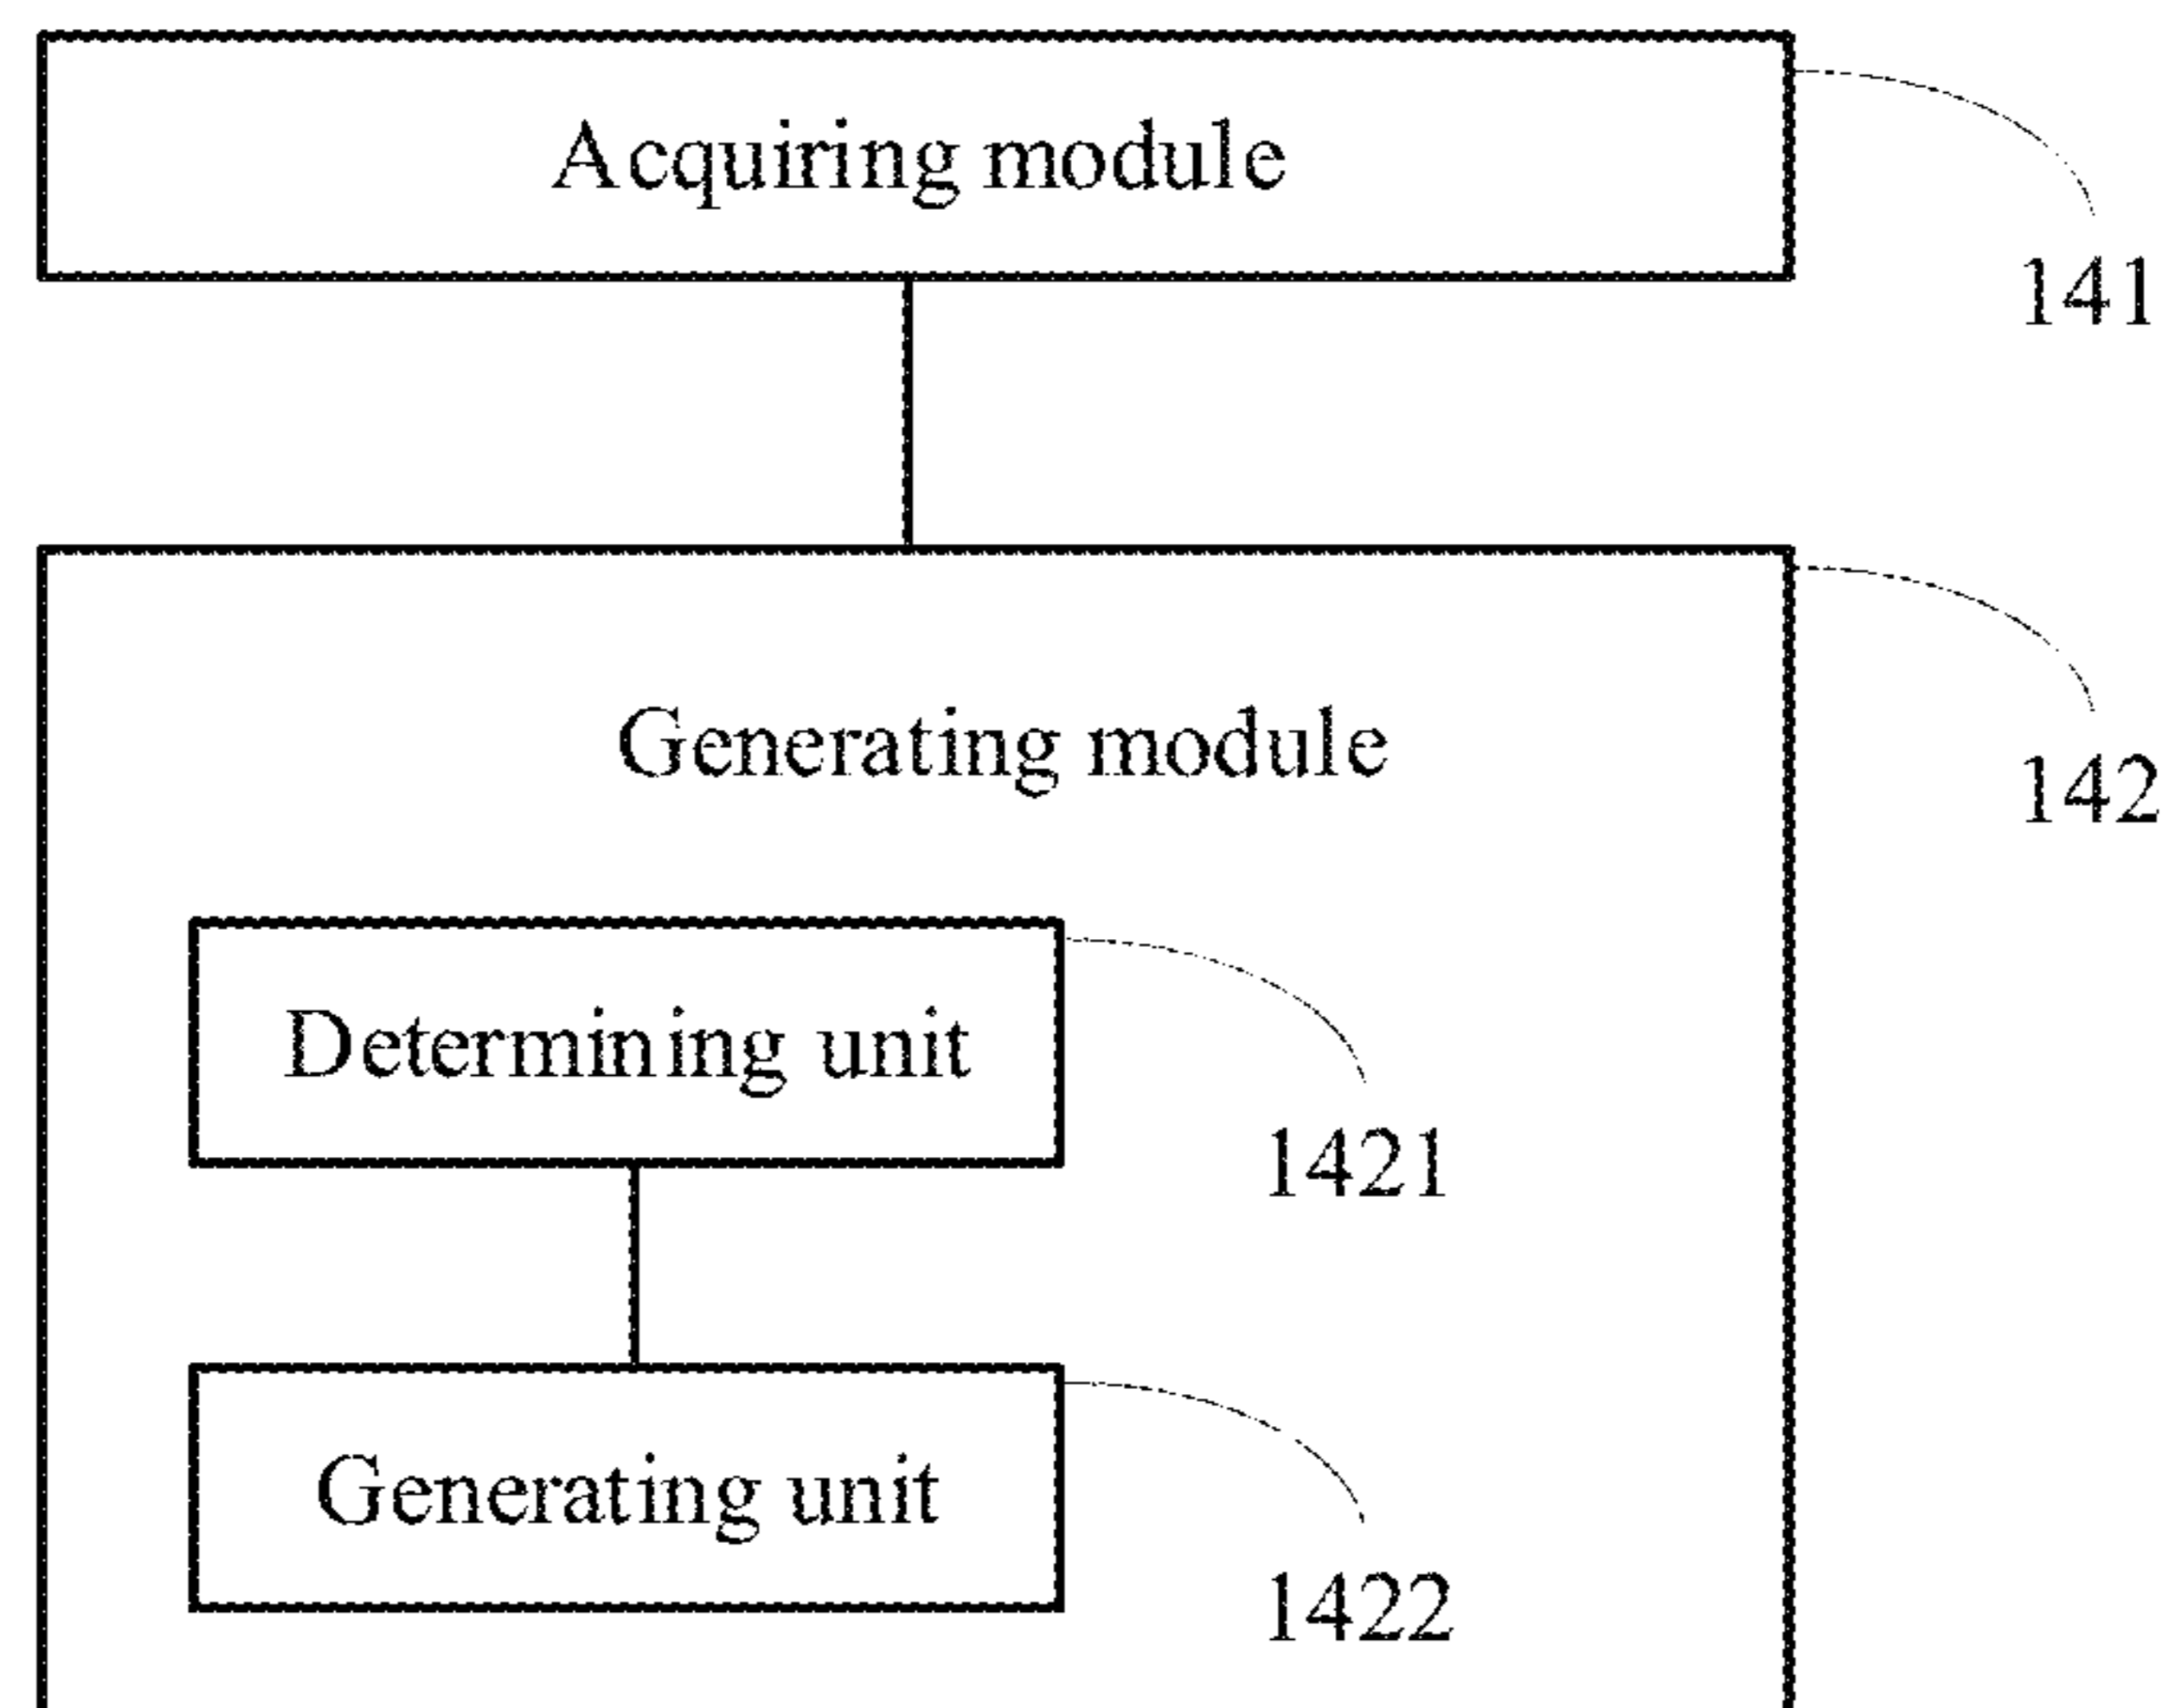 Acquiring module
141
Generating module
142
Determining unit
1421
Generating unit
1422